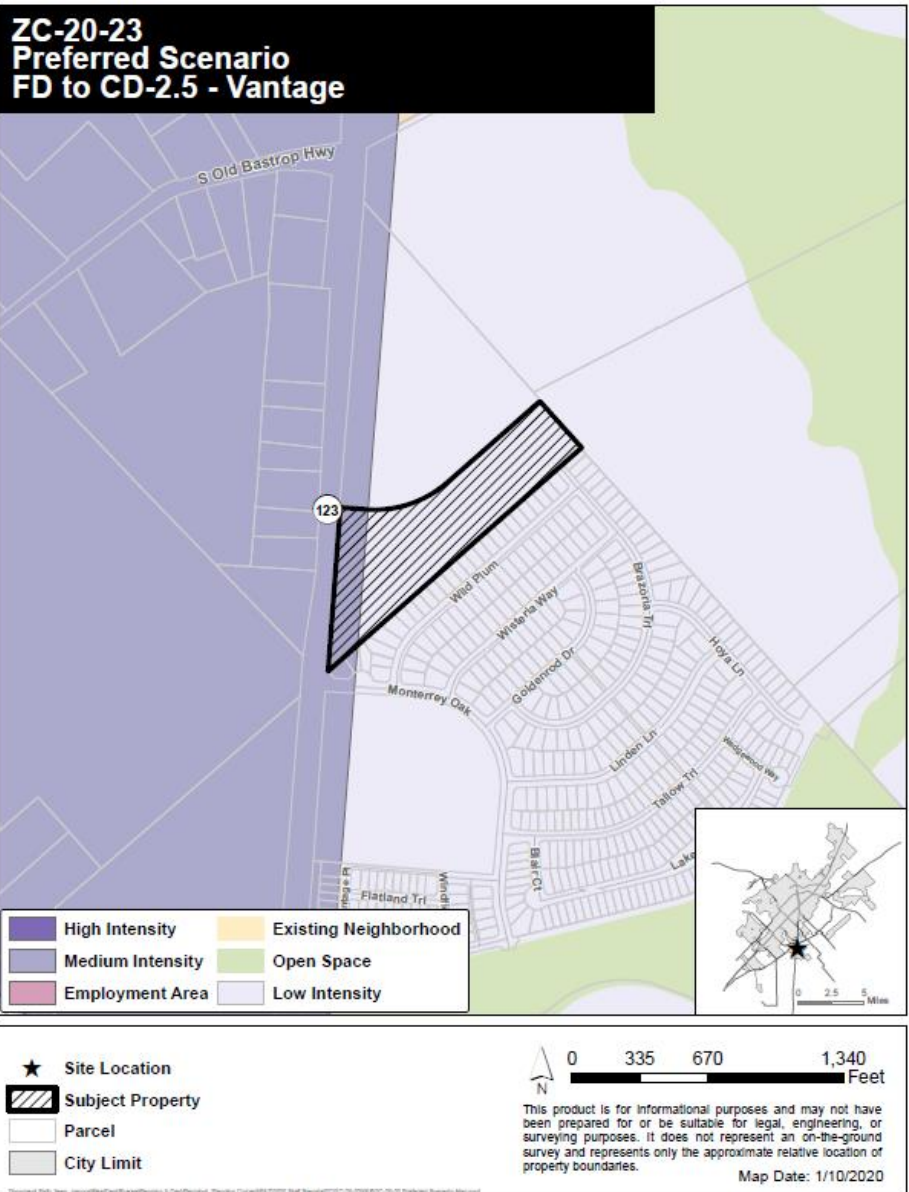 ZC-20-23
Preferred Scenario
FD to CD-2.5 - Vantage
S Old Bastrop Hwy
123
Wild Plum
Wisteria Way
Brazoria Trl
Goldenrod Dr
Hoya Ln
Monterrey Oak
Linden Ln
Wedgewood Way
Tallow Trl
Blair Ct
Lake
Flatland Trl
High Intensity
Medium Intensity
Employment Area
Existing Neighborhood
Open Space
Low Intensity
0 2.5 5
Miles
Site Location
Subject Property
Parcel
City Limit
N
0 335 670 1,340
Feet
This product is for informational purposes and may not have
been prepared for or be suitable for legal, engineering, or
surveying purposes. It does not represent an on-the-ground
survey and represents only the approximate relative location of
property boundaries.
Map Date: 1/10/2020